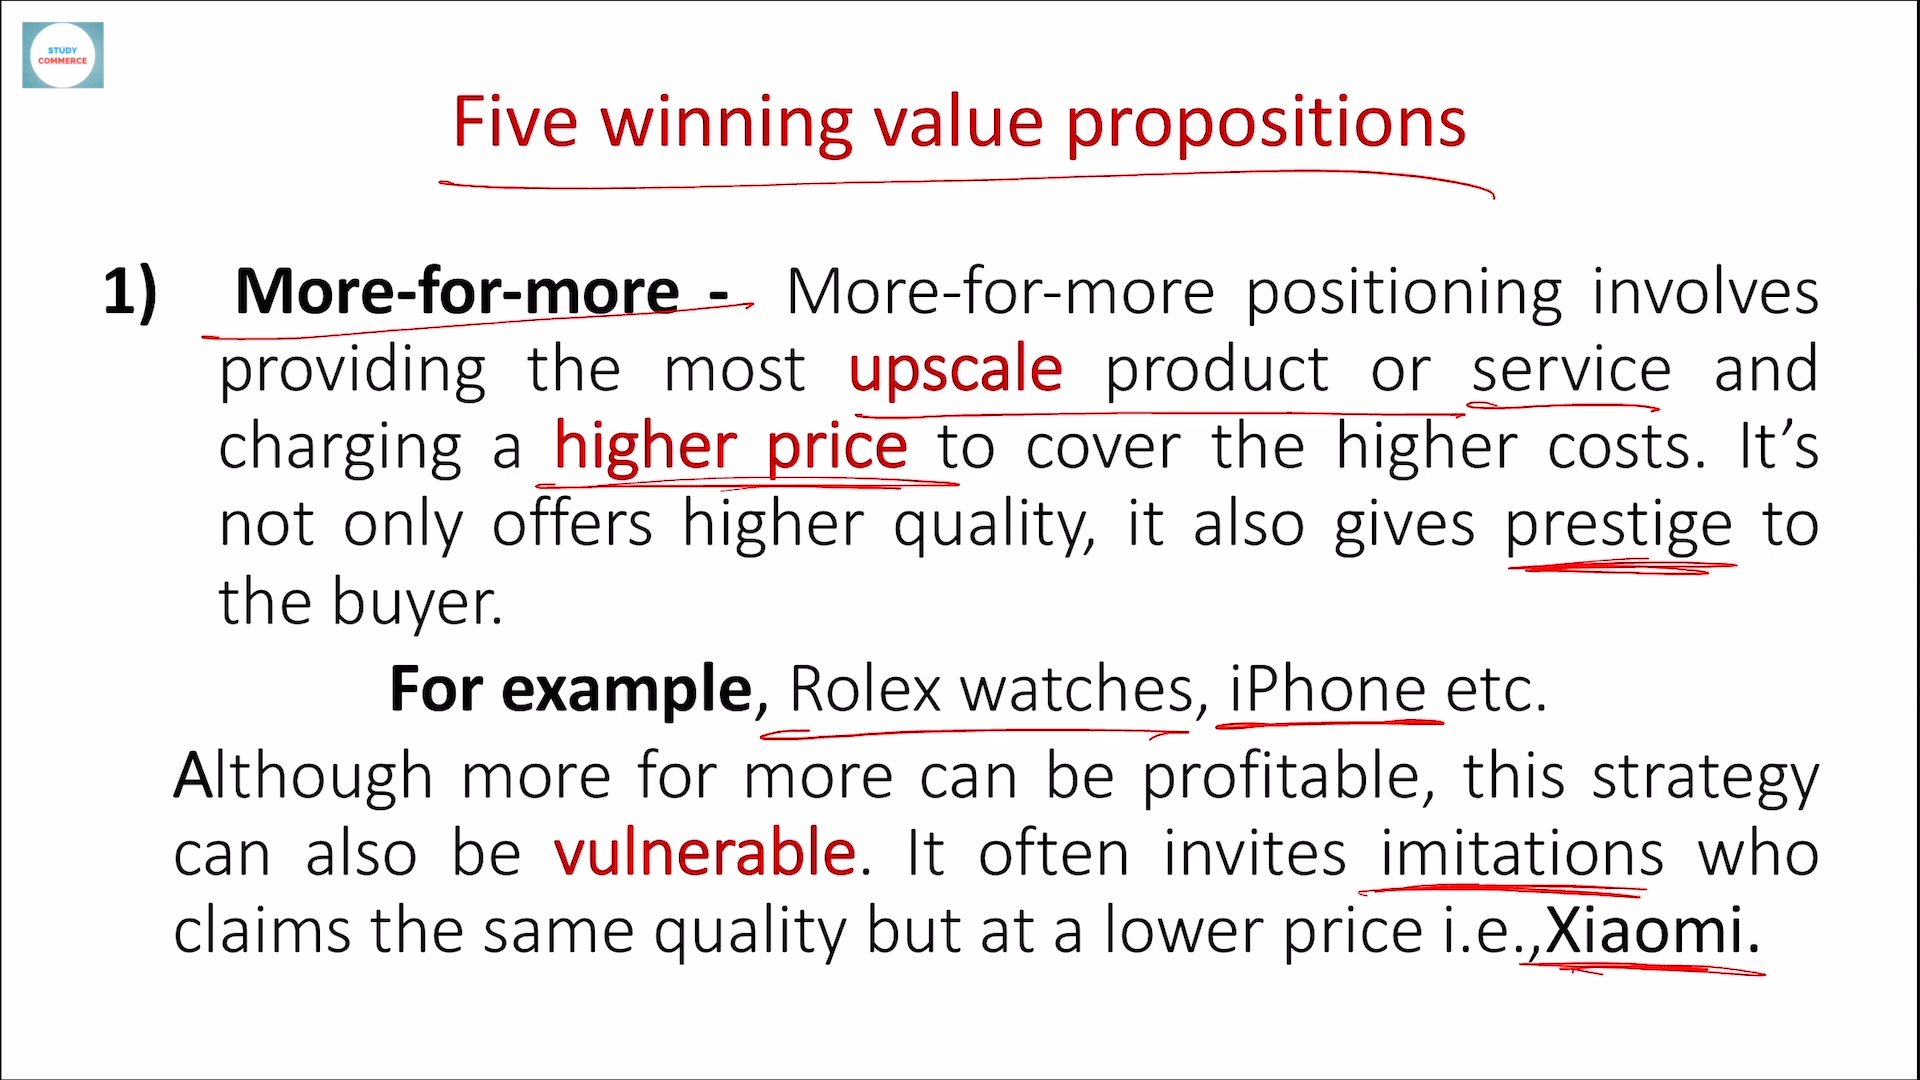 STUDY
COMMERCE
Five winning value propositions
1) More-for-more - More-for-more positioning involves
providing the most upscale product or service and
charging a higher price to cover the higher costs. It’s
not only offers higher quality, it also gives prestige to
the buyer.
For example, Rolex watches, iPhone etc.
Although more for more can be profitable, this strategy
can also be vulnerable. It often invites imitations who
claims the same quality but at a lower price i.e.,Xiaomi.